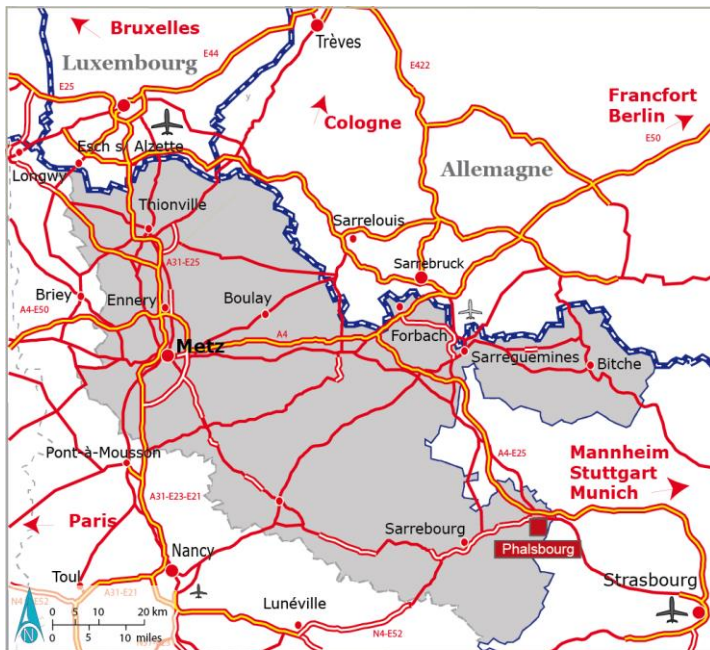 Bruxelles
Luxembourg
E44
Trèves
E25
E422
Francfort
Berlin
Cologne
E50
Esch s/ Alzette
Longwy
Allemagne
Thionville
Sarrelouis
A31-E25
Sarrebruck
Briey
Ennery
Boulay
A4-E50
Forbach
A4
Metz
Sarreguemines
Bitche
Pont-à-Mousson
A4-E25
Mannheim
Stuttgart
Munich
A31-E23-E21
Paris
Sarrebourg
Phalsbourg
Nancy
Toul
Strasbourg
A31-E21
Lunéville
0 5 10 20 km
0 5 10 miles
N4-E52
N